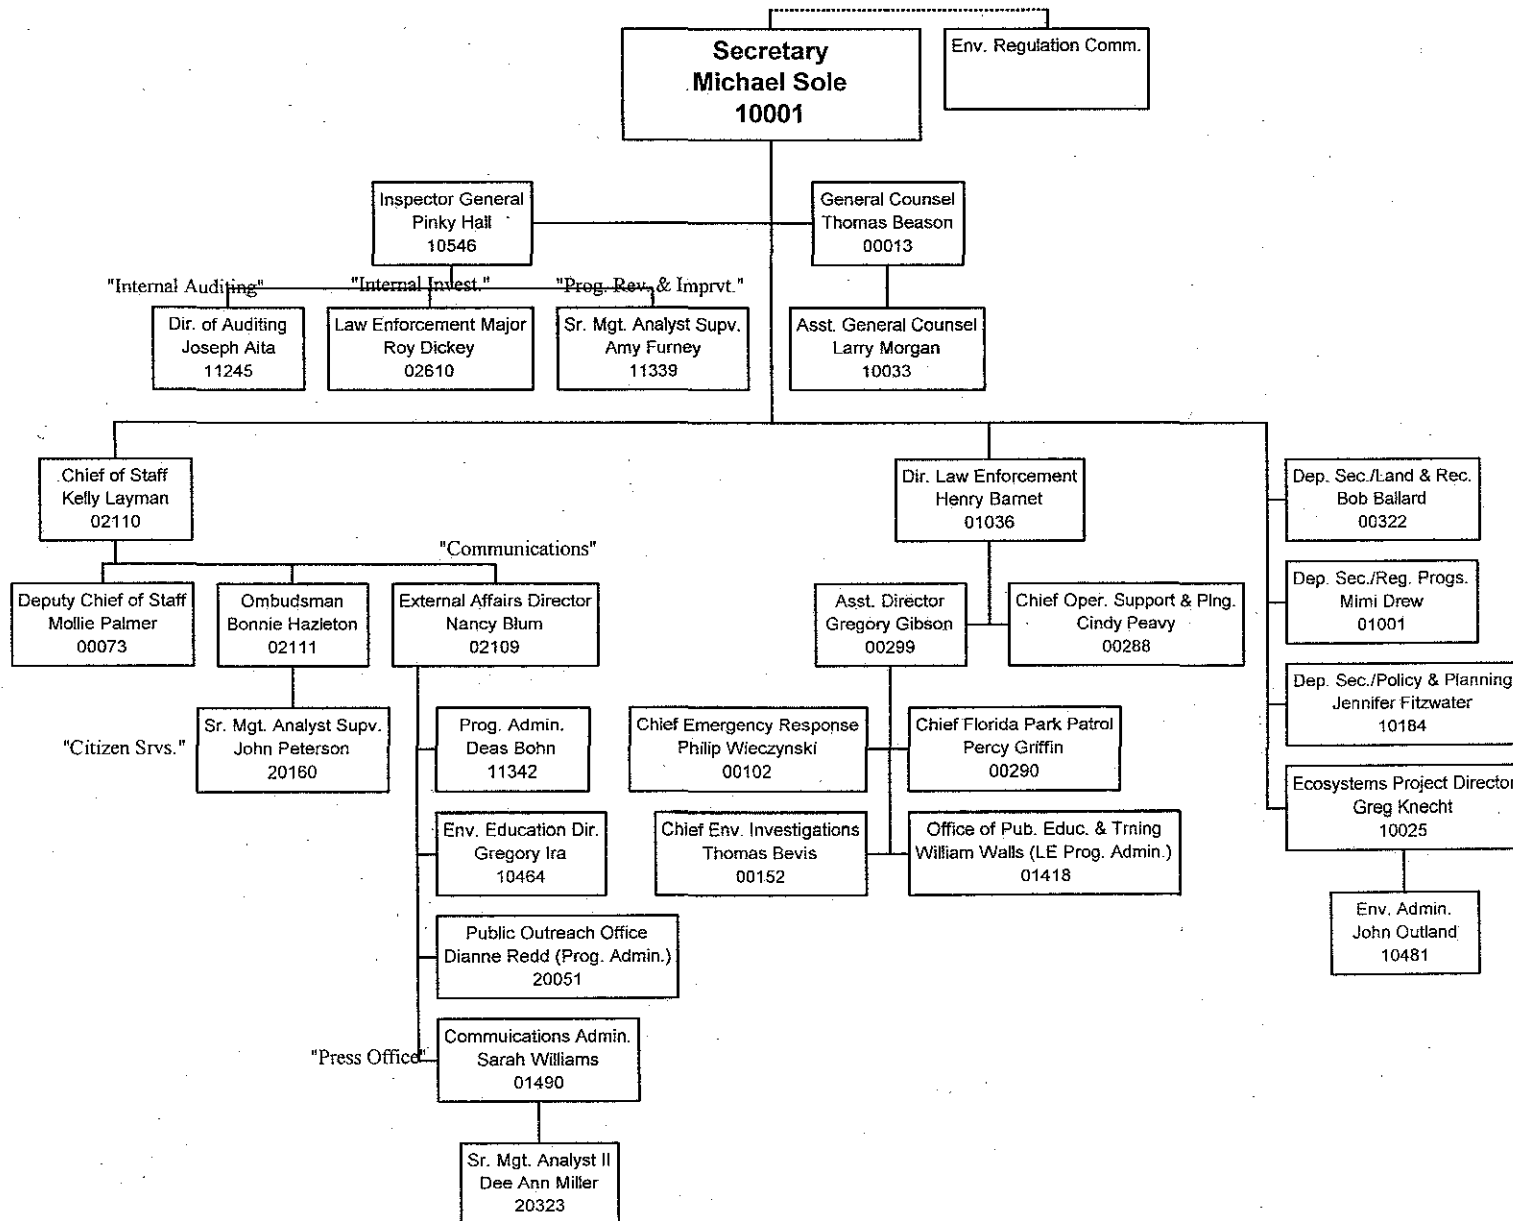 Secretary
Michael Sole
10001
Env. Regulation Comm.
Inspector General
Pinky Hall
10546
General Counsel
Thomas Beason
00013
"Internal Auditing"
"Internal Invest."
"Prog. Rev. & Imprvt."
Dir. of Auditing
Joseph Aita
11245
Law Enforcement Major
Roy Dickey
02610
Sr. Mgt. Analyst Supv.
Amy Furney
11339
Asst. General Counsel
Larry Morgan
10033
Chief of Staff
Kelly Layman
02110
Dir. Law Enforcement
Henry Barnet
01036
Dep. Sec./Land & Rec.
Bob Ballard
00322
"Communications"
Deputy Chief of Staff
Mollie Palmer
00073
Ombudsman
Bonnie Hazleton
02111
External Affairs Director
Nancy Blum
02109
Asst. Director
Gregory Gibson
00299
Chief Oper. Support & Plng.
Cindy Peavy
00288
Dep. Sec./Reg. Progs.
Mimi Drew
01001
"Citizen Srvs."
Sr. Mgt. Analyst Supv.
John Peterson
20160
Prog. Admin.
Deas Bohn
11342
Chief Emergency Response
Philip Wieczynski
00102
Chief Florida Park Patrol
Percy Griffin
00290
Dep. Sec./Policy & Planning
Jennifer Fitzwater
10184
Env. Education Dir.
Gregory Ira
10464
Chief Env. Investigations
Thomas Bevis
00152
Office of Pub. Educ. & Trning
William Walls (LE Prog. Admin.)
01418
Ecosystems Project Director
Greg Knecht
10025
Public Outreach Office
Dianne Redd (Prog. Admin.)
20051
Env. Admin.
John Outland
10481
"Press Office"
Commuications Admin.
Sarah Williams
01490
Sr. Mgt. Analyst II
Dee Ann Miller
20323